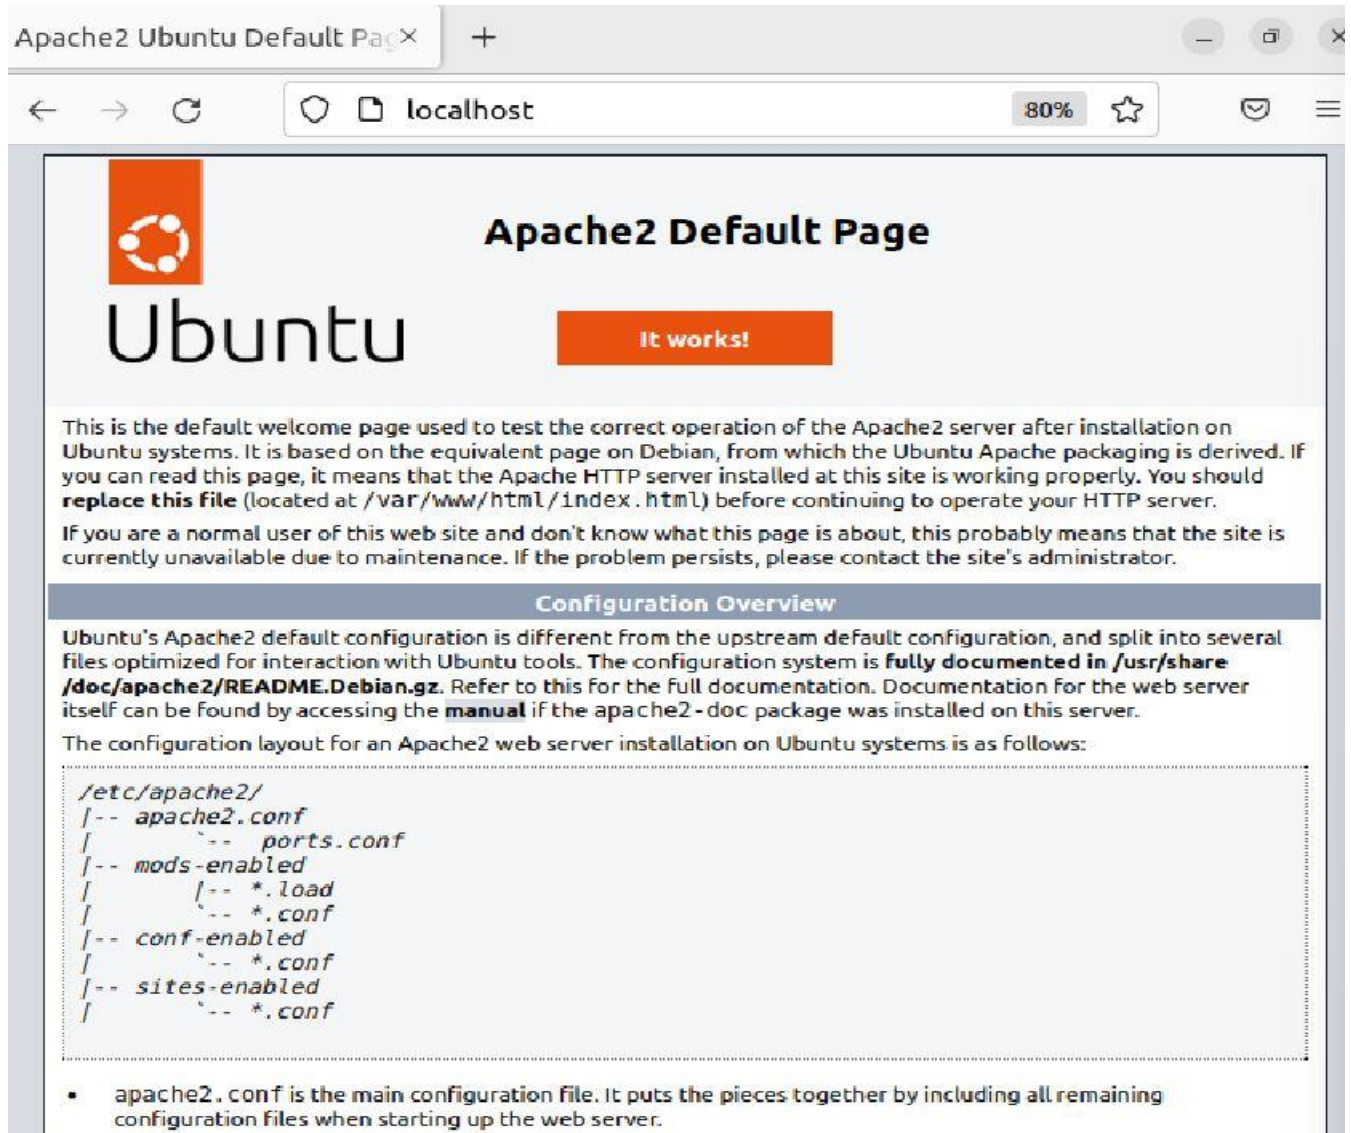 Apache2 Ubuntu Default Pag
localhost
80%
Apache2 Default Page
Ubuntu
It works!
This is the default welcome page used to test the correct operation of the Apache2 server after installation on
Ubuntu systems. It is based on the equivalent page on Debian, from which the Ubuntu Apache packaging is derived. If
you can read this page, it means that the Apache HTTP server installed at this site is working properly. You should
replace this file (located at /var/www/html/index.html) before continuing to operate your HTTP server.
If you are a normal user of this web site and don't know what this page is about, this probably means that the site is
currently unavailable due to maintenance. If the problem persists, please contact the site's administrator.
Configuration Overview
Ubuntu's Apache2 default configuration is different from the upstream default configuration, and split into several
files optimized for interaction with Ubuntu tools. The configuration system is fully documented in /usr/share
/doc/apache2/README.Debian.gz. Refer to this for the full documentation. Documentation for the web server
itself can be found by accessing the manual if the apache2-doc package was installed on this server.
The configuration layout for an Apache2 web server installation on Ubuntu systems is as follows:
/etc/apache2/
|-- apache2.conf
|       `--  ports.conf
|-- mods-enabled
|       |-- *.load
|       `-- *.conf
|-- conf-enabled
|       `-- *.conf
|-- sites-enabled
|       `-- *.conf
• apache2.conf is the main configuration file. It puts the pieces together by including all remaining
configuration files when starting up the web server.